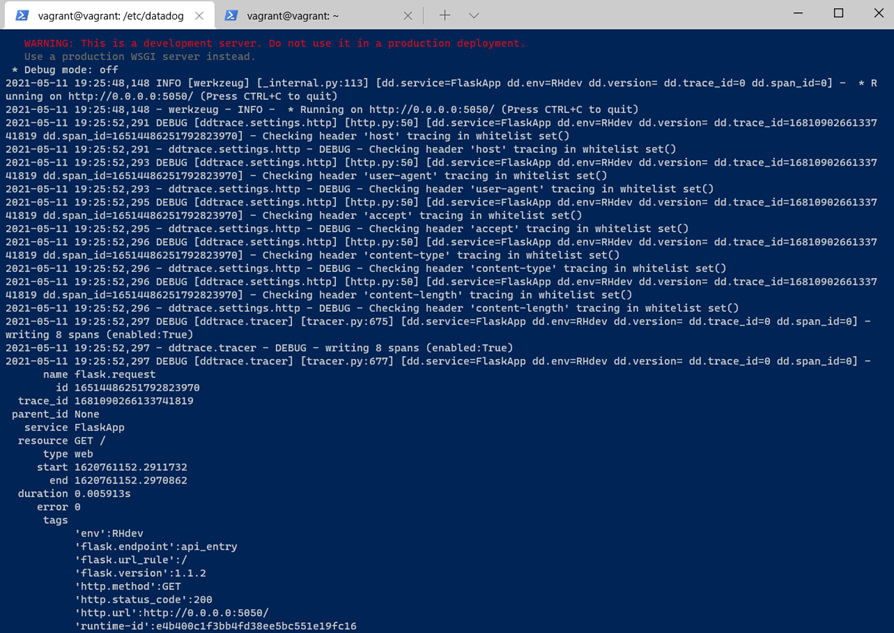 vagrant@vagrant: /etc/datadog
vagrant@vagrant: ~
WARNING: This is a development server. Do not use it in a production deployment.
Use a production WSGI server instead.
* Debug mode: off
2021-05-11 19:25:48,148 INFO [werkzeug] [_internal.py:113] [dd.service=FlaskApp dd.env=RHdev dd.version= dd.trace_id=0 dd.span_id=0] -  * R
unning on http://0.0.0.0:5050/ (Press CTRL+C to quit)
2021-05-11 19:25:48,148 - werkzeug - INFO -  * Running on http://0.0.0.0:5050/ (Press CTRL+C to quit)
2021-05-11 19:25:52,291 DEBUG [ddtrace.settings.http] [http.py:50] [dd.service=FlaskApp dd.env=RHdev dd.version= dd.trace_id=16810902661337
41819 dd.span_id=16514486251792823970] - Checking header 'host' tracing in whitelist set()
2021-05-11 19:25:52,291 - ddtrace.settings.http - DEBUG - Checking header 'host' tracing in whitelist set()
2021-05-11 19:25:52,293 DEBUG [ddtrace.settings.http] [http.py:50] [dd.service=FlaskApp dd.env=RHdev dd.version= dd.trace_id=16810902661337
41819 dd.span_id=16514486251792823970] - Checking header 'user-agent' tracing in whitelist set()
2021-05-11 19:25:52,293 - ddtrace.settings.http - DEBUG - Checking header 'user-agent' tracing in whitelist set()
2021-05-11 19:25:52,295 DEBUG [ddtrace.settings.http] [http.py:50] [dd.service=FlaskApp dd.env=RHdev dd.version= dd.trace_id=16810902661337
41819 dd.span_id=16514486251792823970] - Checking header 'accept' tracing in whitelist set()
2021-05-11 19:25:52,295 - ddtrace.settings.http - DEBUG - Checking header 'accept' tracing in whitelist set()
2021-05-11 19:25:52,296 DEBUG [ddtrace.settings.http] [http.py:50] [dd.service=FlaskApp dd.env=RHdev dd.version= dd.trace_id=16810902661337
41819 dd.span_id=16514486251792823970] - Checking header 'content-type' tracing in whitelist set()
2021-05-11 19:25:52,296 - ddtrace.settings.http - DEBUG - Checking header 'content-type' tracing in whitelist set()
2021-05-11 19:25:52,296 DEBUG [ddtrace.settings.http] [http.py:50] [dd.service=FlaskApp dd.env=RHdev dd.version= dd.trace_id=16810902661337
41819 dd.span_id=16514486251792823970] - Checking header 'content-length' tracing in whitelist set()
2021-05-11 19:25:52,296 - ddtrace.settings.http - DEBUG - Checking header 'content-length' tracing in whitelist set()
2021-05-11 19:25:52,297 DEBUG [ddtrace.tracer] [tracer.py:675] [dd.service=FlaskApp dd.env=RHdev dd.version= dd.trace_id=0 dd.span_id=0] -
writing 8 spans (enabled:True)
2021-05-11 19:25:52,297 - ddtrace.tracer - DEBUG - writing 8 spans (enabled:True)
2021-05-11 19:25:52,297 DEBUG [ddtrace.tracer] [tracer.py:677] [dd.service=FlaskApp dd.env=RHdev dd.version= dd.trace_id=0 dd.span_id=0] -
name flask.request
id 16514486251792823970
trace_id 1681090266133741819
parent_id None
service FlaskApp
resource GET /
type web
start 1620761152.2911732
end 1620761152.2970862
duration 0.005913s
error 0
tags
'env':RHdev
'flask.endpoint':api_entry
'flask.url_rule':/
'flask.version':1.1.2
'http.method':GET
'http.status_code':200
'http.url':http://0.0.0.0:5050/
'runtime-id':e4b400c1f3bb4fd38ee5bc551e19fc16